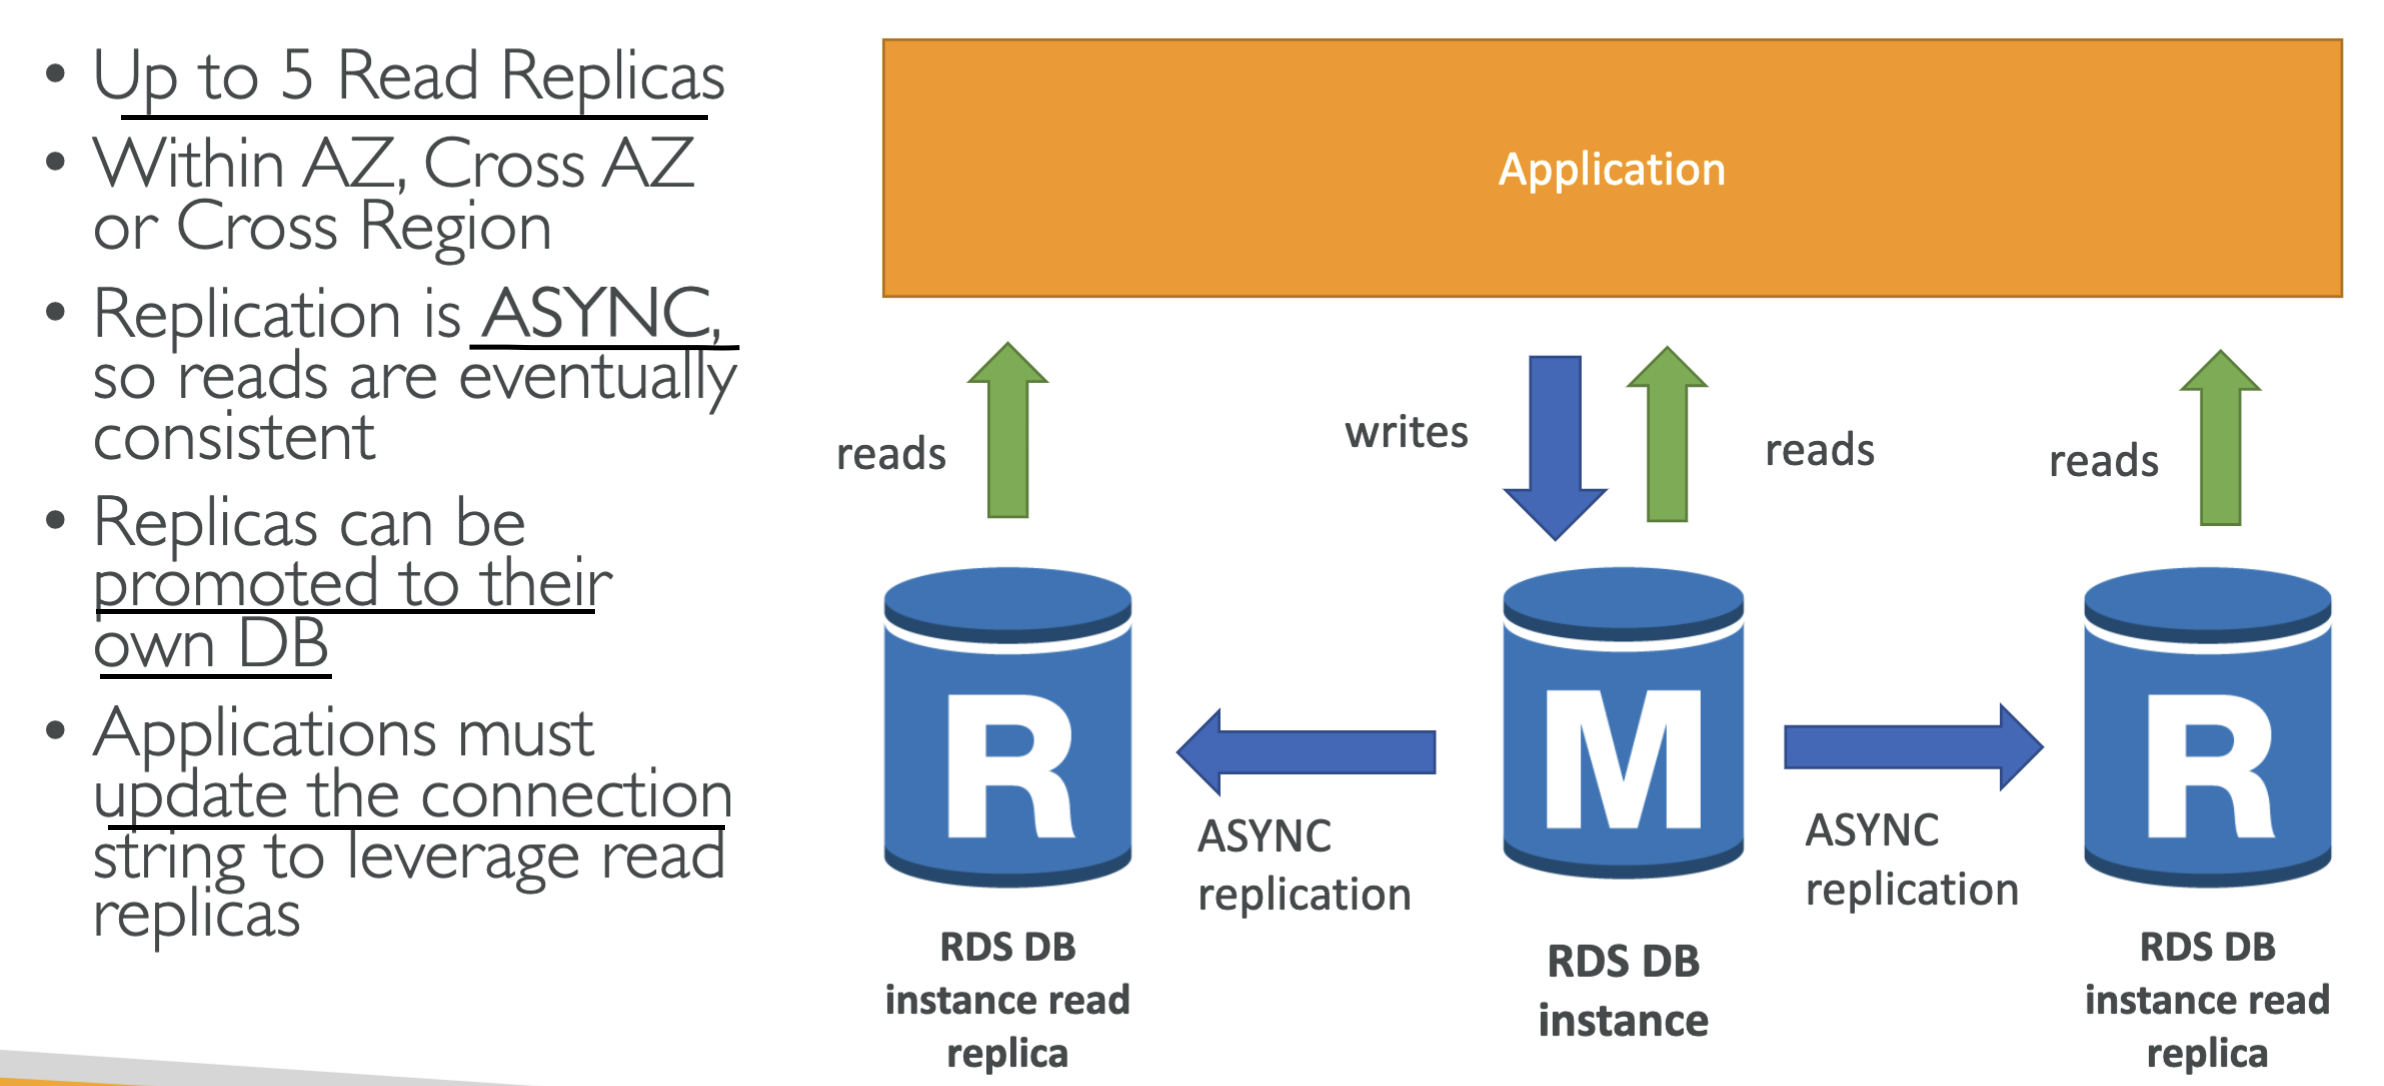 • Up to 5 Read Replicas
• Within AZ, Cross AZ
or Cross Region
• Replication is ASYNC,
so reads are eventually
consistent
• Replicas can be
promoted to their
own DB
• Applications must
update the connection
string to leverage read
replicas
Application
reads
writes
reads
reads
R
M
R
ASYNC
replication
ASYNC
replication
RDS DB
instance read
replica
RDS DB
instance
RDS DB
instance read
replica